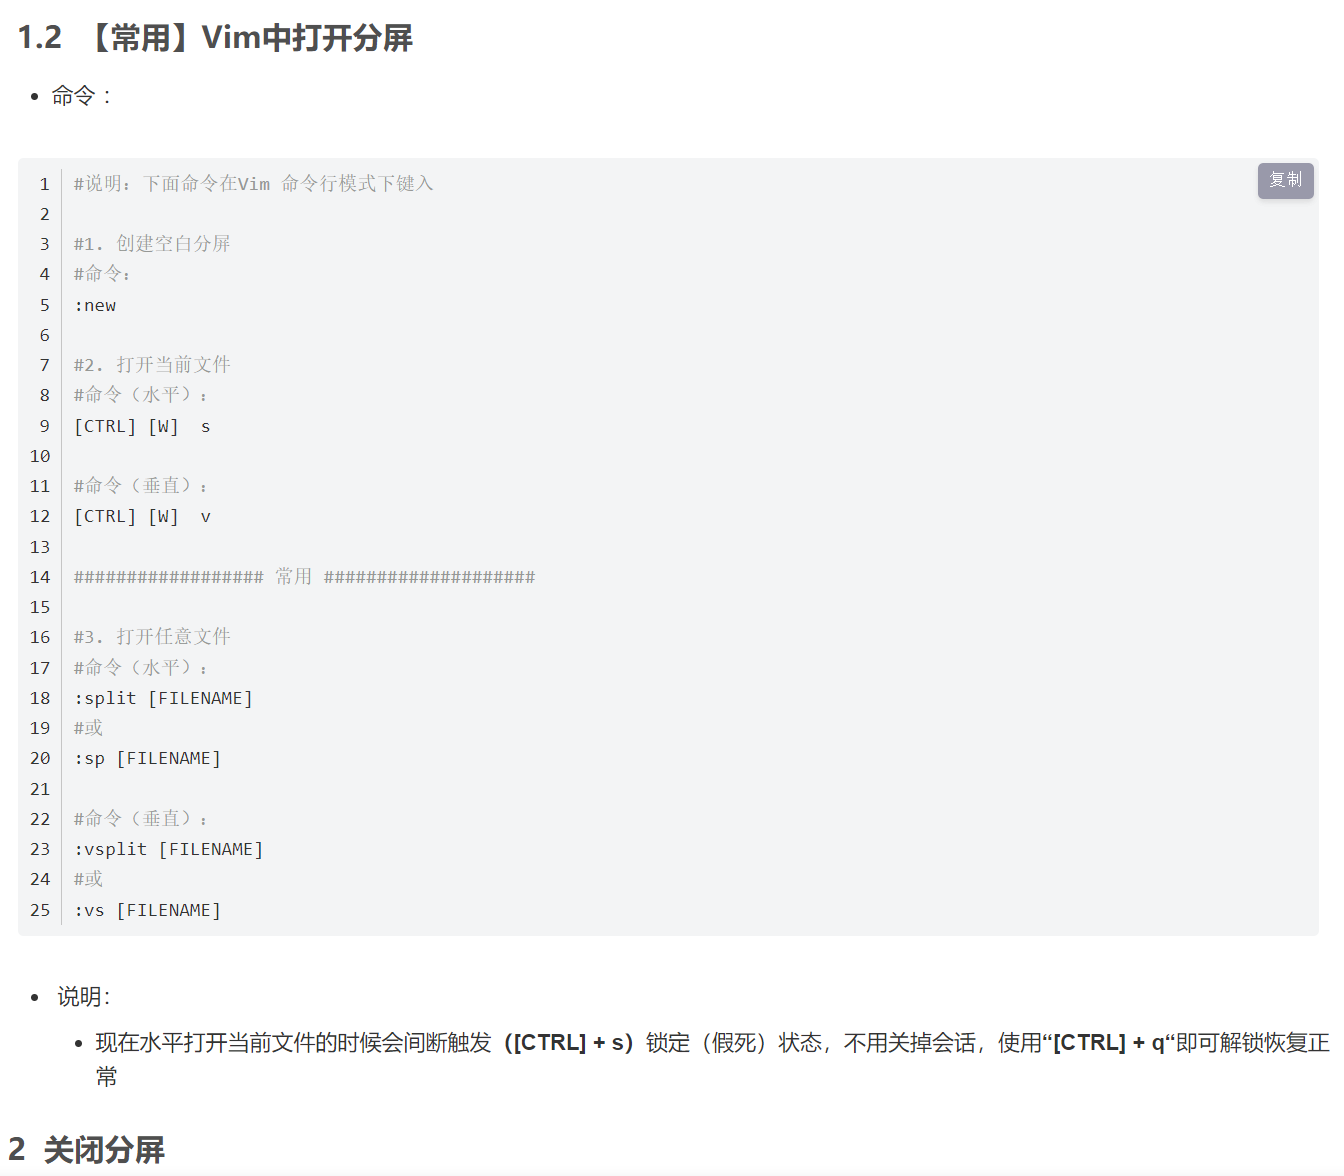 1.2 【常用】Vim中打开分屏
命令 ：
复制
1 #说明：下面命令在Vim 命令行模式下键入
2
3 #1. 创建空白分屏
4 #命令：
5 :new
6
7 #2. 打开当前文件
8 #命令（水平）：
9 [CTRL] [W]  s
10
11 #命令（垂直）：
12 [CTRL] [W]  v
13
14 ################## 常用 ####################
15
16 #3. 打开任意文件
17 #命令（水平）：
18 :split [FILENAME]
19 #或
20 :sp [FILENAME]
21
22 #命令（垂直）：
23 :vsplit [FILENAME]
24 #或
25 :vs [FILENAME]
说明：
现在水平打开当前文件的时候会间断触发（[CTRL] + s）锁定（假死）状态，不用关掉会话，使用“[CTRL] + q“即可解锁恢复正
常
2 关闭分屏